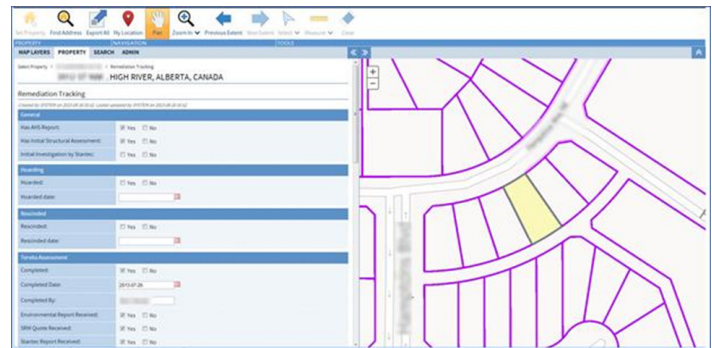 Set Property Find Address Export All My Location Pan Zoom In Previous Extent Next Extent Select Measure Clear
PROPERTY NAVIGATION TOOLS
MAP LAYERS PROPERTY SEARCH ADMIN
Select Property Remediation Tracking
HIGH RIVER, ALBERTA, CANADA
Remediation Tracking
General
Has AHS Report: Yes No
Has Initial Structural Assessment: Yes No
Initial Investigation by Stantec: Yes No
Hoarding
Hoarded: Yes No
Hoarded date:
Rescinded
Rescinded: Yes No
Rescinded date:
Tervita Assessment
Completed: Yes No
Completed Date: 2013-07-26
Completed By:
Environmental Report Received: Yes No
SRM Quote Received: Yes No
Stantec Report Received: Yes No
+
−
Hamptons Blvd